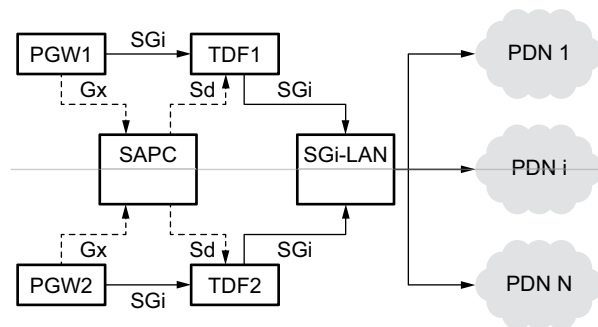 PGW1
SGi
TDF1
PDN 1
Gx
Sd
SGi
SAPC
SGi-LAN
PDN i
Gx
Sd
SGi
PGW2
SGi
TDF2
PDN N